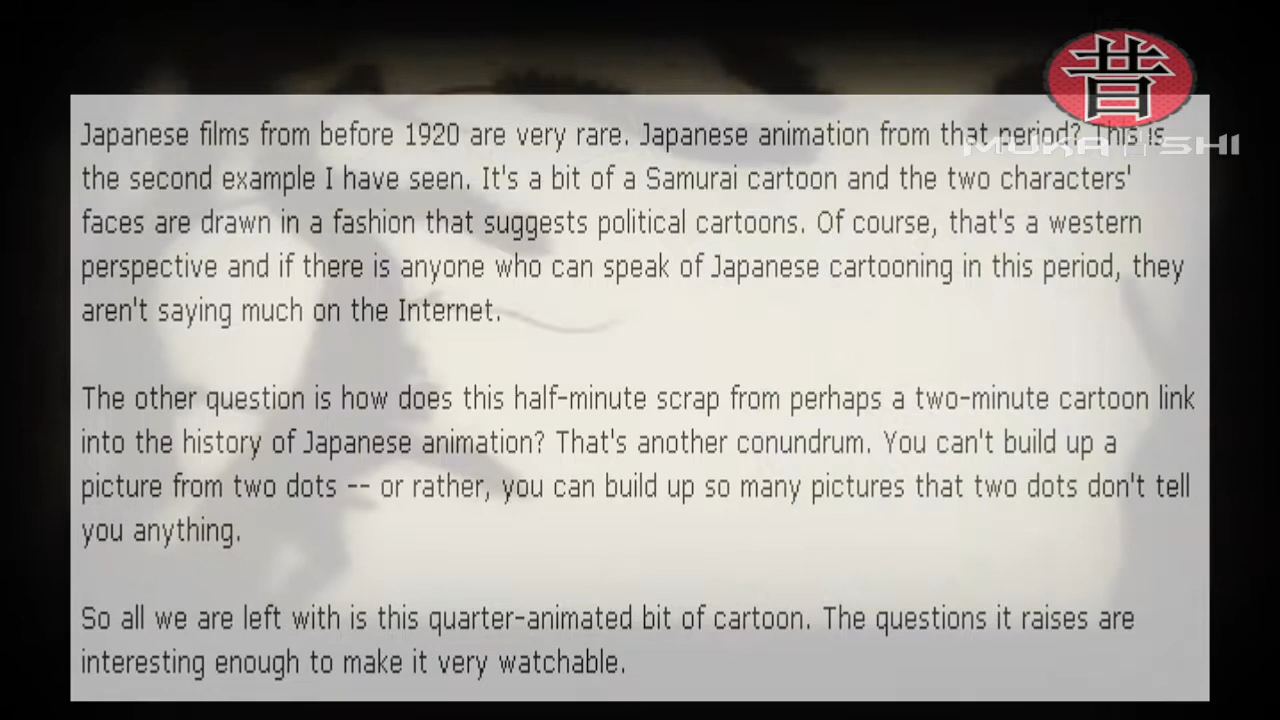 昔
MUKASHI
Japanese films from before 1920 are very rare. Japanese animation from that period? This is
the second example I have seen. It's a bit of a Samurai cartoon and the two characters'
faces are drawn in a fashion that suggests political cartoons. Of course, that's a western
perspective and if there is anyone who can speak of Japanese cartooning in this period, they
aren't saying much on the Internet.
The other question is how does this half-minute scrap from perhaps a two-minute cartoon link
into the history of Japanese animation? That's another conundrum. You can't build up a
picture from two dots -- or rather, you can build up so many pictures that two dots don't tell
you anything.
So all we are left with is this quarter-animated bit of cartoon. The questions it raises are
interesting enough to make it very watchable.